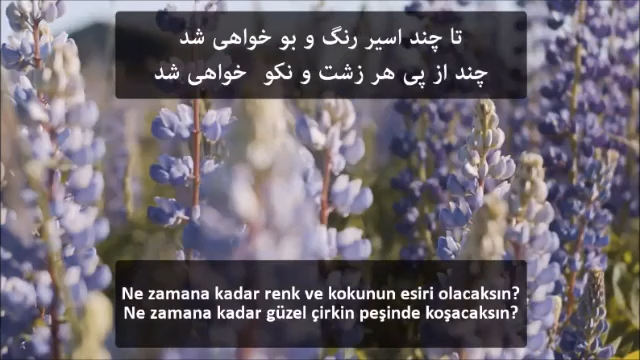 تا چند اسیر رنگ و بو خواهی شد
چند از پی هر زشت و نکو خواهی شد
Ne zamana kadar renk ve kokunun esiri olacaksın?
Ne zamana kadar güzel çirkin peşinde koşacaksın?